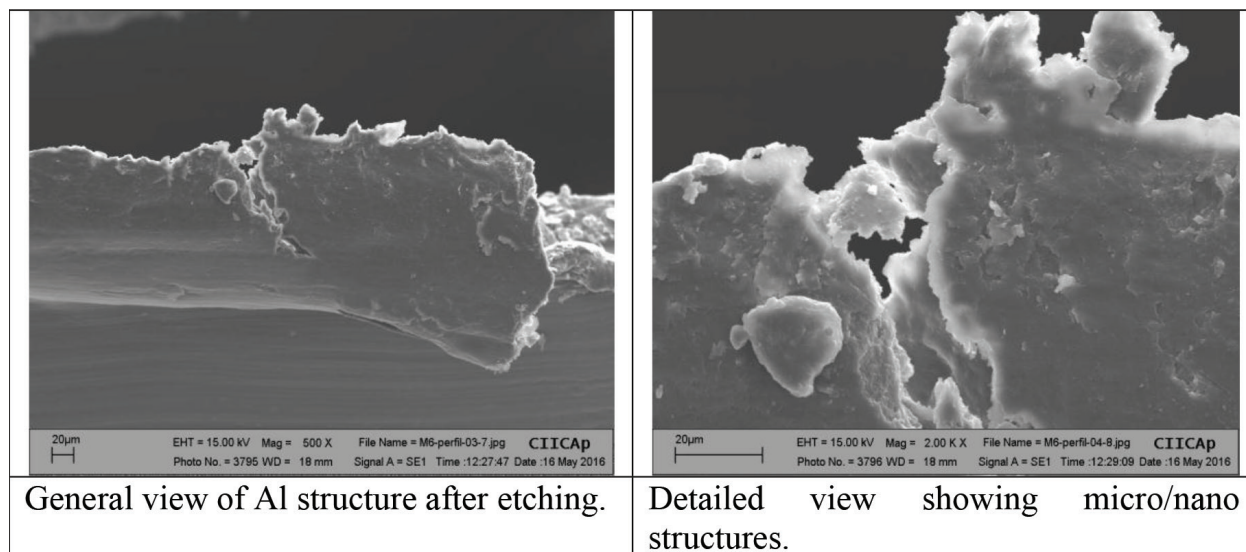 20µm EHT = 15.00 kV Mag = 500 X File Name = M6-perfil-03-7.jpg CIICAp
Photo No. = 3795 WD = 18 mm Signal A = SE1 Time :12:27:47 Date :16 May 2016
General view of Al structure after etching.
20µm EHT = 15.00 kV Mag = 2.00 K X File Name = M6-perfil-04-8.jpg CIICAp
Photo No. = 3796 WD = 18 mm Signal A = SE1 Time :12:29:09 Date :16 May 2016
Detailed view showing micro/nano
structures.